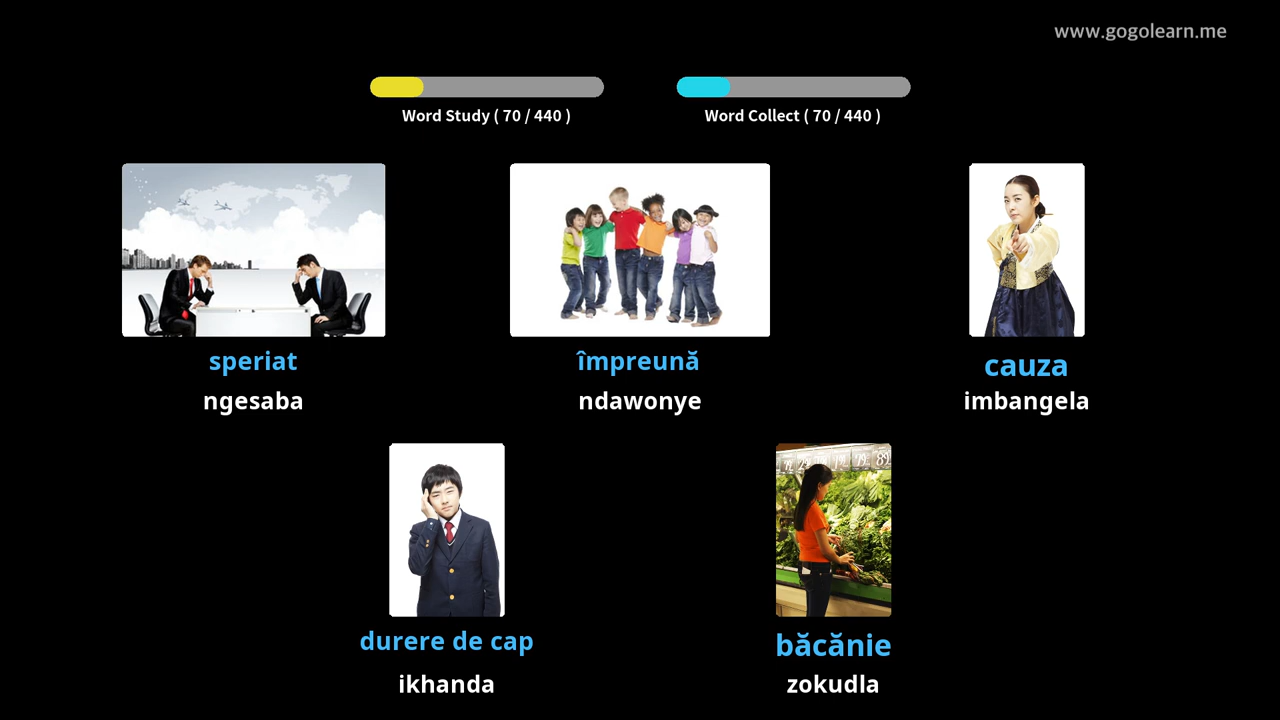 www.gogolearn.me
Word Study ( 70 / 440 )
Word Collect ( 70 / 440 )
speriat
ngesaba
împreună
ndawonye
cauza
imbangela
durere de cap
ikhanda
băcănie
zokudla